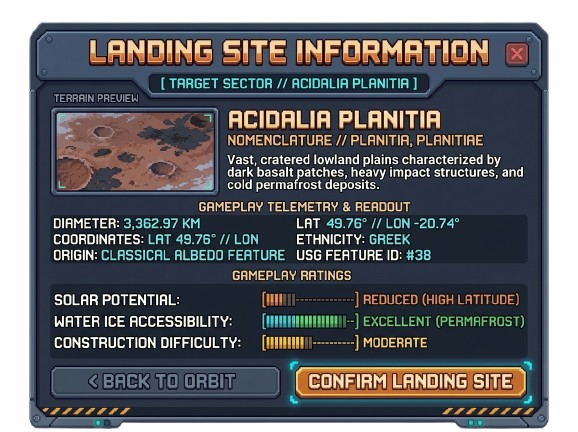 LANDING SITE INFORMATION
[ TARGET SECTOR // ACIDALIA PLANITIA ]
TERRAIN PREVIEW
ACIDALIA PLANITIA
NOMENCLATURE // PLANITIA, PLANITIAE
Vast, cratered lowland plains characterized by
dark basalt patches, heavy impact structures, and
cold permafrost deposits.
GAMEPLAY TELEMETRY & READOUT
DIAMETER: 3,362.97 KM
LAT 49.76° // LON -20.74°
COORDINATES: LAT 49.76° // LON
ETHNICITY: GREEK
ORIGIN: CLASSICAL ALBEDO FEATURE
USG FEATURE ID: #38
GAMEPLAY RATINGS
SOLAR POTENTIAL: REDUCED (HIGH LATITUDE)
WATER ICE ACCESSIBILITY: EXCELLENT (PERMAFROST)
CONSTRUCTION DIFFICULTY: MODERATE
< BACK TO ORBIT
CONFIRM LANDING SITE